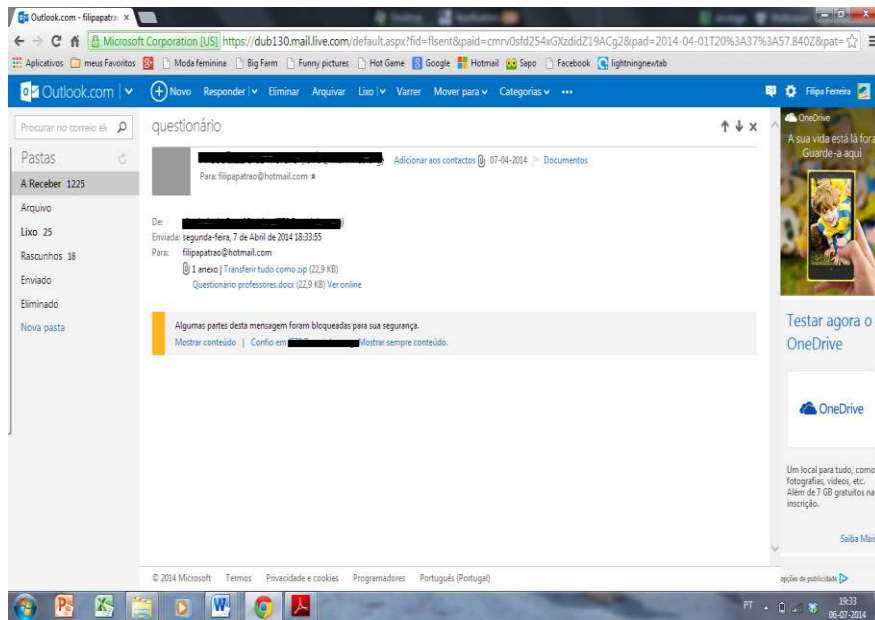 Outlook.com - filipapatra
Microsoft Corporation [US] https://dub130.mail.live.com/default.aspx?fid=flsent&paid=cmrv0sfd254xGXzdidZ19ACg2&pad=2014-04-01T20%3A37%3A57.840Z&pat=
Aplicativos meus Favoritos Moda feminina Big Farm Funny pictures Hot Game Google Hotmail Sapo Facebook lightningnewtab
Outlook.com Novo Responder Eliminar Arquivar Lixo Varrer Mover para Categorias ••• Filipa Ferreira
Procurar no correio ele
questionário
Pastas
A Receber 1225
Arquivo
Lixo 25
Rascunhos 18
Enviado
Eliminado
Nova pasta
Adicionar aos contactos 07-04-2014 Documentos
Para: filipapatrao@hotmail.com
De:
Enviada: segunda-feira, 7 de Abril de 2014 18:33:55
Para: filipapatrao@hotmail.com
1 anexo | Transferir tudo como zip (22,9 KB)
Questionário professores.docx (22,9 KB) Ver online
Algumas partes desta mensagem foram bloqueadas para sua segurança.
Mostrar conteúdo | Confio em Mostrar sempre conteúdo.
OneDrive
A sua vida está lá fora
Guarde-a aqui
Testar agora o
OneDrive
OneDrive
Um local para tudo, como
fotografias, vídeos, etc.
Além de 7 GB gratuitos na
inscrição.
Saiba Mais
opções de publicidade
© 2014 Microsoft Termos Privacidade e cookies Programadores Português (Portugal)
PT 19:33
06-07-2014